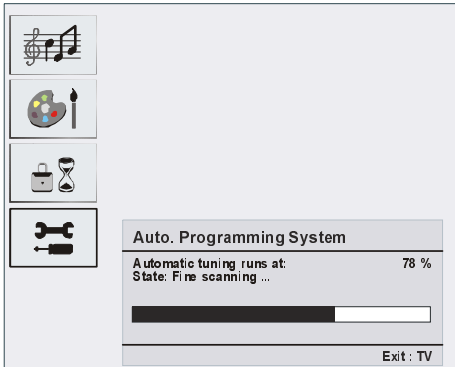 Auto. Programming System
Automatic tuning runs at: 78 %
State: Fine scanning ...
Exit : TV